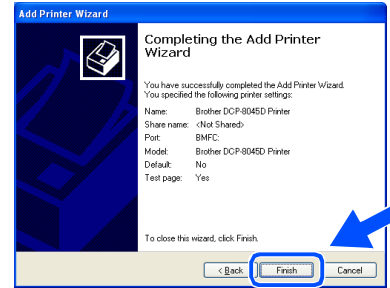 Add Printer Wizard
Completing the Add Printer
Wizard
You have successfully completed the Add Printer Wizard.
You specified the following printer settings:
Name: Brother DCP-8045D Printer
Share name: <Not Shared>
Port: BMFC:
Model: Brother DCP-8045D Printer
Default: No
Test page: Yes
To close this wizard, click Finish.
< Back Finish Cancel